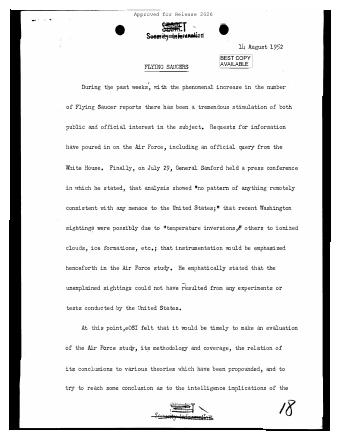 Approved for Release 2026
SECRET
Security Information
14 August 1952
BEST COPY
AVAILABLE
FLYING SAUCERS
During the past weeks, with the phenomenal increase in the number
of Flying Saucer reports there has been a tremendous stimulation of both
public and official interest in the subject. Requests for information
have poured in on the Air Force, including an official query from the
White House. Finally, on July 29, General Samford held a press conference
in which he stated, that analysis showed "no pattern of anything remotely
consistent with any menace to the United States;" that recent Washington
sightings were possibly due to "temperature inversions," others to ionized
clouds, ice formations, etc.; that instrumentation would be emphasized
henceforth in the Air Force study. He emphatically stated that the
unexplained sightings could not have resulted from any experiments or
tests conducted by the United States.
At this point, OSI felt that it would be timely to make an evaluation
of the Air Force study, its methodology and coverage, the relation of
its conclusions to various theories which have been propounded, and to
try to reach some conclusion as to the intelligence implications of the
SECRET
Security Information
18